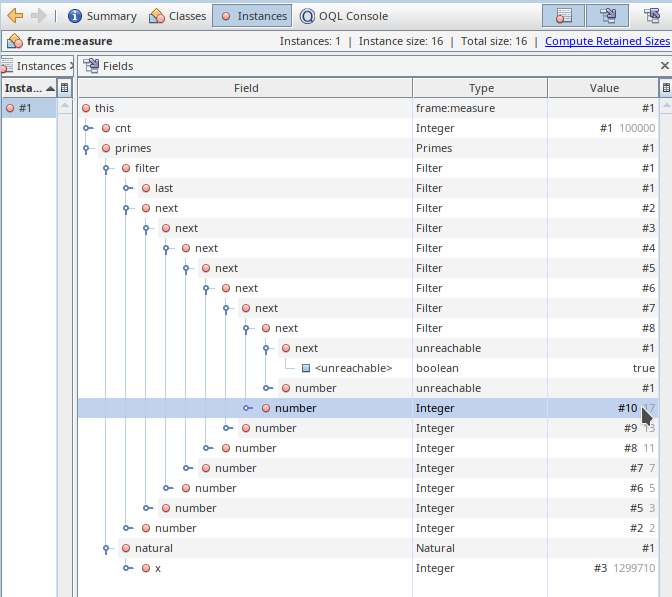 Summary Classes Instances OQL Console
frame:measure Instances: 1 | Instance size: 16 | Total size: 16 | Compute Retained Sizes
Instances Fields
Insta... Field Type Value
#1 this frame:measure #1
cnt Integer #1 100000
primes Primes #1
filter Filter #1
last Filter #1
next Filter #2
next Filter #3
next Filter #4
next Filter #5
next Filter #6
next Filter #7
next Filter #8
next unreachable #1
<unreachable> boolean true
number unreachable #1
number Integer #10 17
number Integer #9 13
number Integer #8 11
number Integer #7 7
number Integer #6 5
number Integer #5 3
number Integer #2 2
natural Natural #1
x Integer #3 1299710